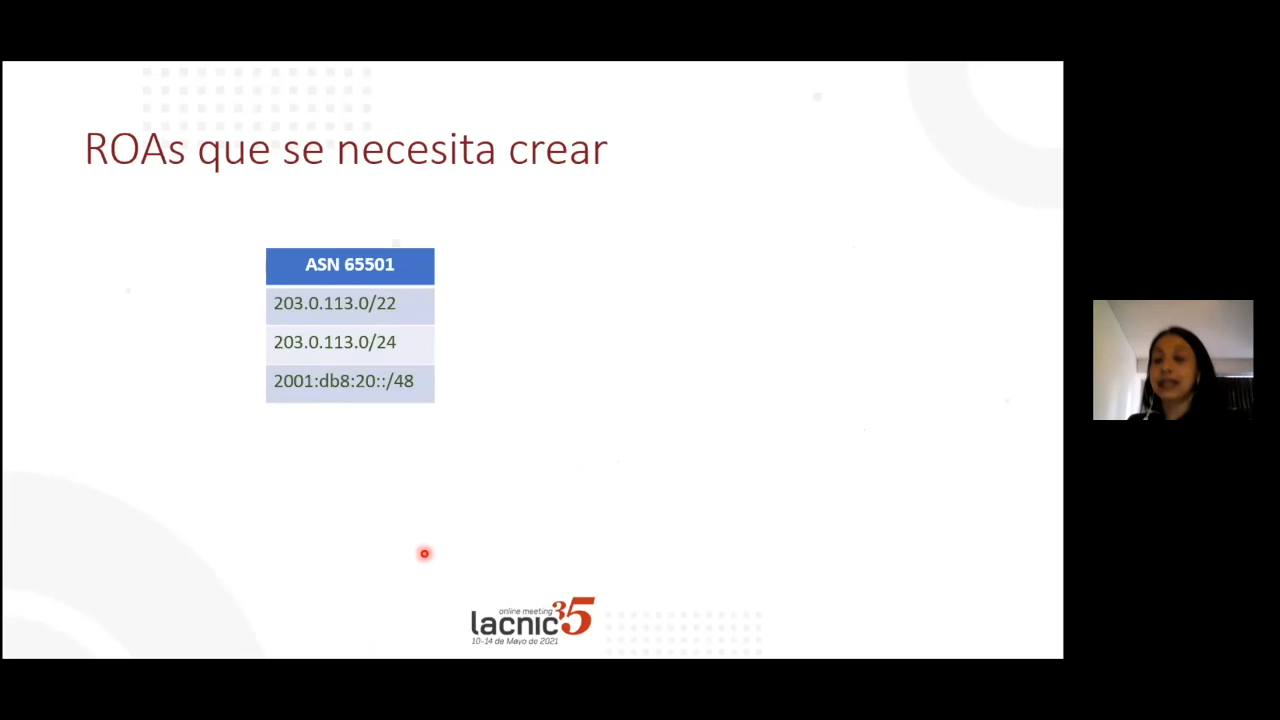 ROAs que se necesita crear
ASN 65501
203.0.113.0/22
203.0.113.0/24
2001:db8:20::/48
online meeting
lacnic35
10-14 de Mayo de 2021